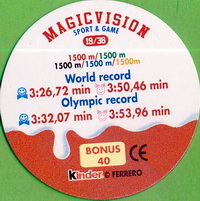 MAGICVISION
SPORT & GAME
19/36
1500 m/1500 m
1500 m/1500 m/1500m
World record
3:26,72 min 3:50,46 min
Olympic record
3:32,07 min 3:53,96 min
BONUS
40
CE
Kinder © FERRERO